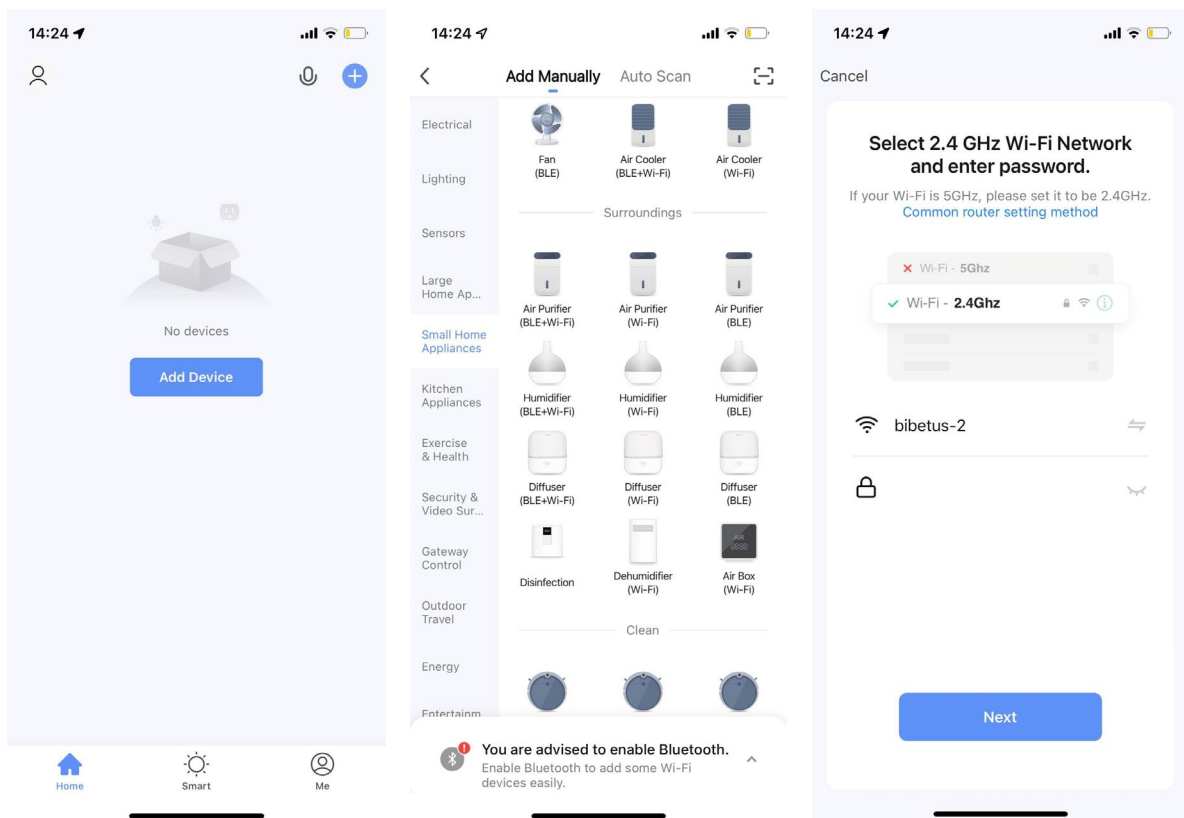 14:24
No devices
Add Device
Home
Smart
Me
14:24
Add Manually
Auto Scan
Electrical
Lighting
Sensors
Large
Home Ap...
Small Home
Appliances
Kitchen
Appliances
Exercise
& Health
Security &
Video Sur...
Gateway
Control
Outdoor
Travel
Energy
Entertainm
Fan
(BLE)
Air Cooler
(BLE+Wi-Fi)
Air Cooler
(Wi-Fi)
Surroundings
Air Purifier
(BLE+Wi-Fi)
Air Purifier
(Wi-Fi)
Air Purifier
(BLE)
Humidifier
(BLE+Wi-Fi)
Humidifier
(Wi-Fi)
Humidifier
(BLE)
Diffuser
(BLE+Wi-Fi)
Diffuser
(Wi-Fi)
Diffuser
(BLE)
Disinfection
Dehumidifier
(Wi-Fi)
Air Box
(Wi-Fi)
Clean
You are advised to enable Bluetooth.
Enable Bluetooth to add some Wi-Fi
devices easily.
14:24
Cancel
Select 2.4 GHz Wi-Fi Network
and enter password.
If your Wi-Fi is 5GHz, please set it to be 2.4GHz.
Common router setting method
Wi-Fi - 5Ghz
Wi-Fi - 2.4Ghz
bibetus-2
Next